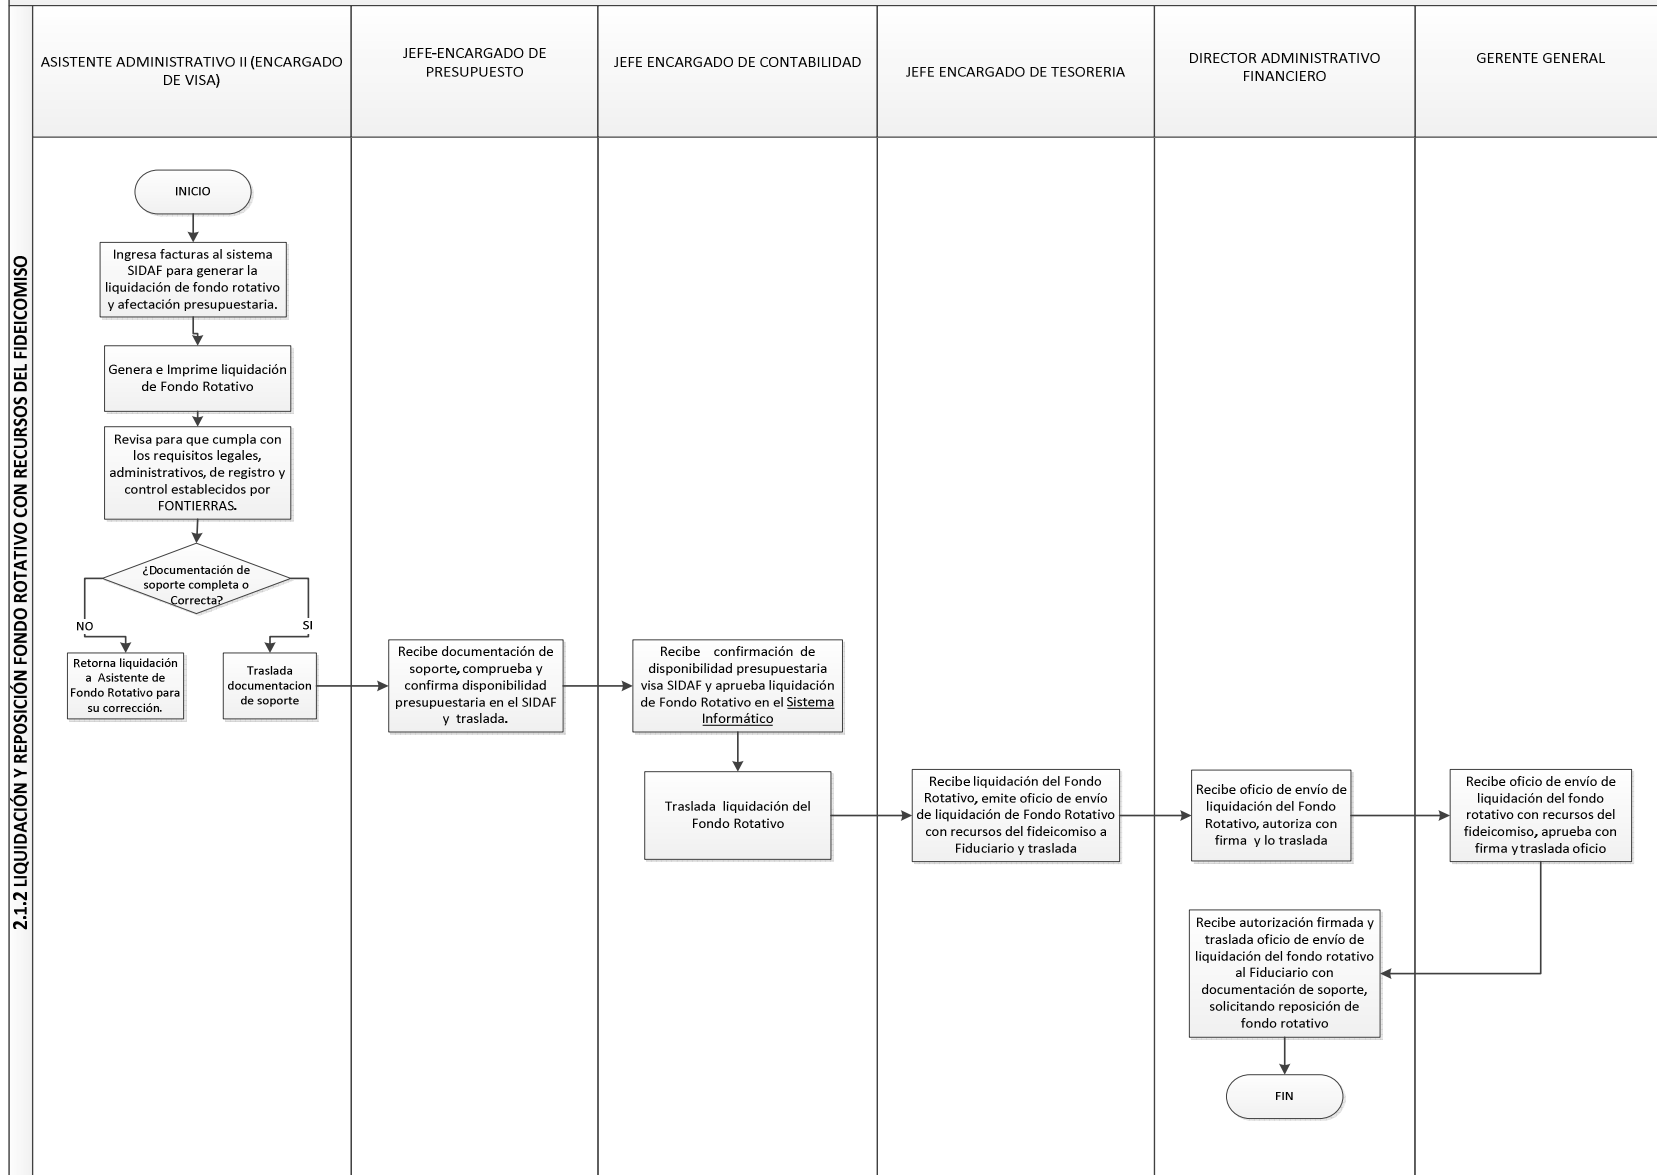 2.1.2 LIQUIDACIÓN Y REPOSICIÓN FONDO ROTATIVO CON RECURSOS DEL FIDEICOMISO
ASISTENTE ADMINISTRATIVO II (ENCARGADO
DE VISA)
JEFE-ENCARGADO DE
PRESUPUESTO
JEFE ENCARGADO DE CONTABILIDAD
JEFE ENCARGADO DE TESORERIA
DIRECTOR ADMINISTRATIVO
FINANCIERO
GERENTE GENERAL
INICIO
Ingresa facturas al sistema
SIDAF para generar la
liquidación de fondo rotativo
y afectación presupuestaria.
Genera e Imprime liquidación
de Fondo Rotativo
Revisa para que cumpla con
los requisitos legales,
administrativos, de registro y
control establecidos por
FONTIERRAS.
¿Documentación de
soporte completa o
Correcta?
NO
SI
Retorna liquidación
a Asistente de
Fondo Rotativo para
su corrección.
Traslada
documentacion
de soporte
Recibe documentación de
soporte, comprueba y
confirma disponibilidad
presupuestaria en el SIDAF
y traslada.
Recibe confirmación de
disponibilidad presupuestaria
visa SIDAF y aprueba liquidación
de Fondo Rotativo en el Sistema
Informático
Traslada liquidación del
Fondo Rotativo
Recibe liquidación del Fondo
Rotativo, emite oficio de envío
de liquidación de Fondo Rotativo
con recursos del fideicomiso a
Fiduciario y traslada
Recibe oficio de envío de
liquidación del Fondo
Rotativo, autoriza con
firma y lo traslada
Recibe oficio de envío de
liquidación del fondo
rotativo con recursos del
fideicomiso, aprueba con
firma y traslada oficio
Recibe autorización firmada y
traslada oficio de envío de
liquidación del fondo rotativo
al Fiduciario con
documentación de soporte,
solicitando reposición de
fondo rotativo
FIN